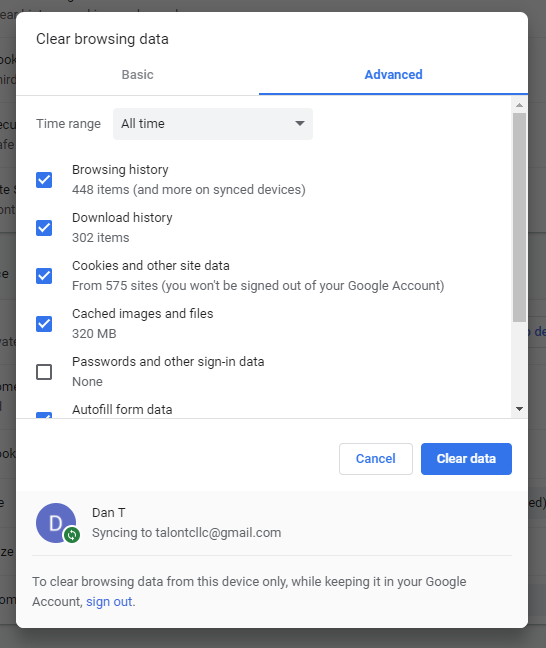 Clear browsing data
Basic
Advanced
Time range
All time
Browsing history
448 items (and more on synced devices)
Download history
302 items
Cookies and other site data
From 575 sites (you won't be signed out of your Google Account)
Cached images and files
320 MB
Passwords and other sign-in data
None
Autofill form data
Cancel
Clear data
D
Dan T
Syncing to talontcllc@gmail.com
To clear browsing data from this device only, while keeping it in your Google
Account, sign out.